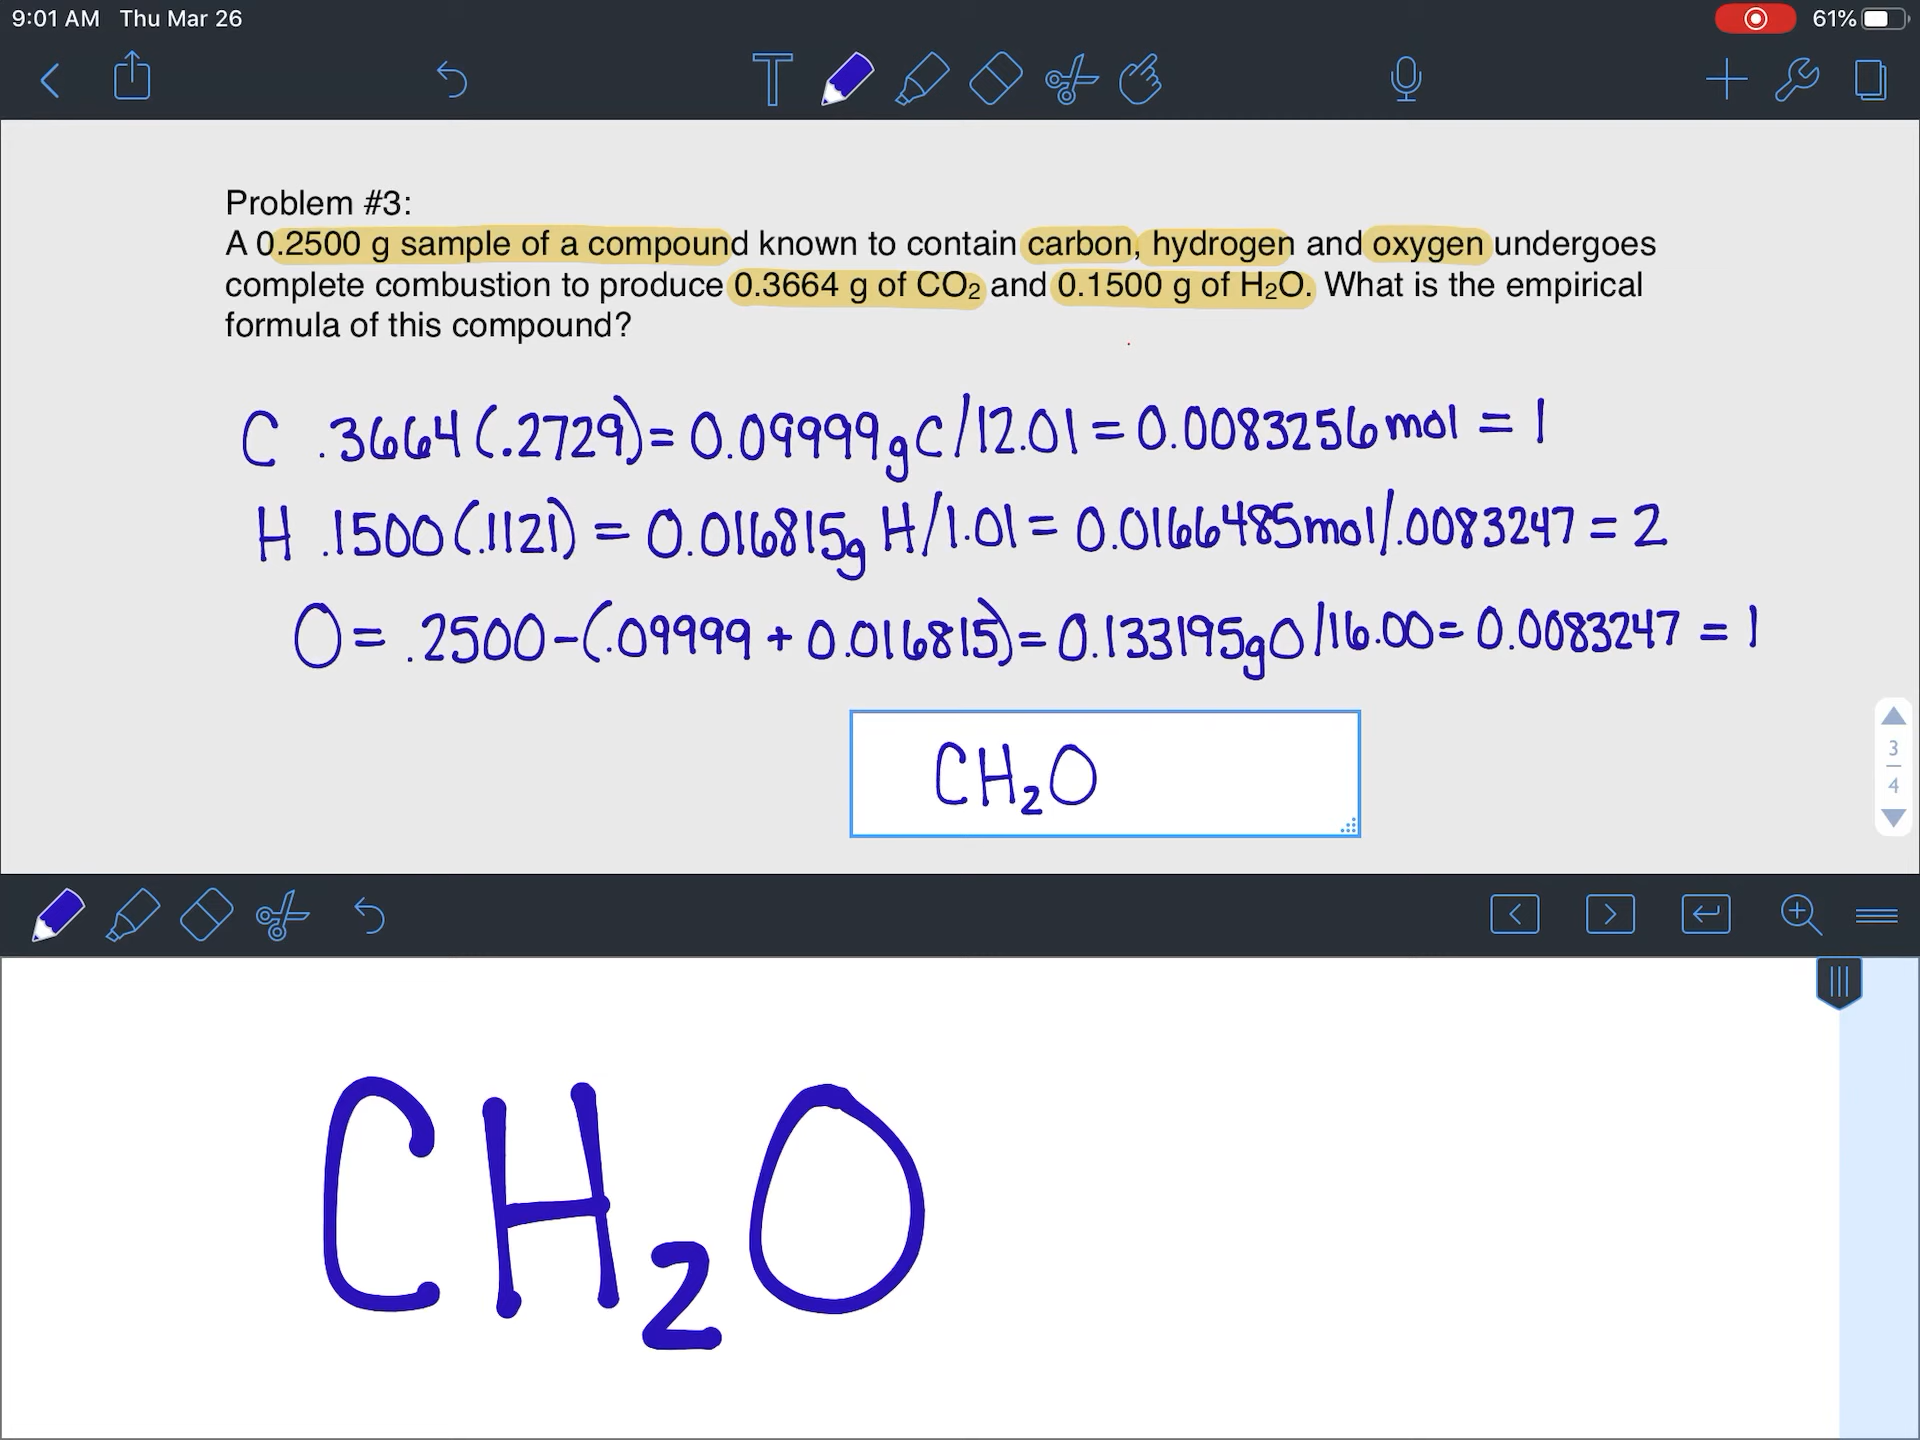 9:01 AM Thu Mar 26
61%
T
Problem #3:
A 0.2500 g sample of a compound known to contain carbon, hydrogen and oxygen undergoes
complete combustion to produce 0.3664 g of CO₂ and 0.1500 g of H₂O. What is the empirical
formula of this compound?
C .3664(.2729)= 0.09999gC/12.01 = 0.0083256mol = 1
H .1500(.1121) = 0.016815g H/1.01 = 0.0166485mol/.0083247 = 2
O = .2500-(.09999 + 0.016815)= 0.133195gO/16.00= 0.0083247 = 1
CH₂O
3
4
CH₂O